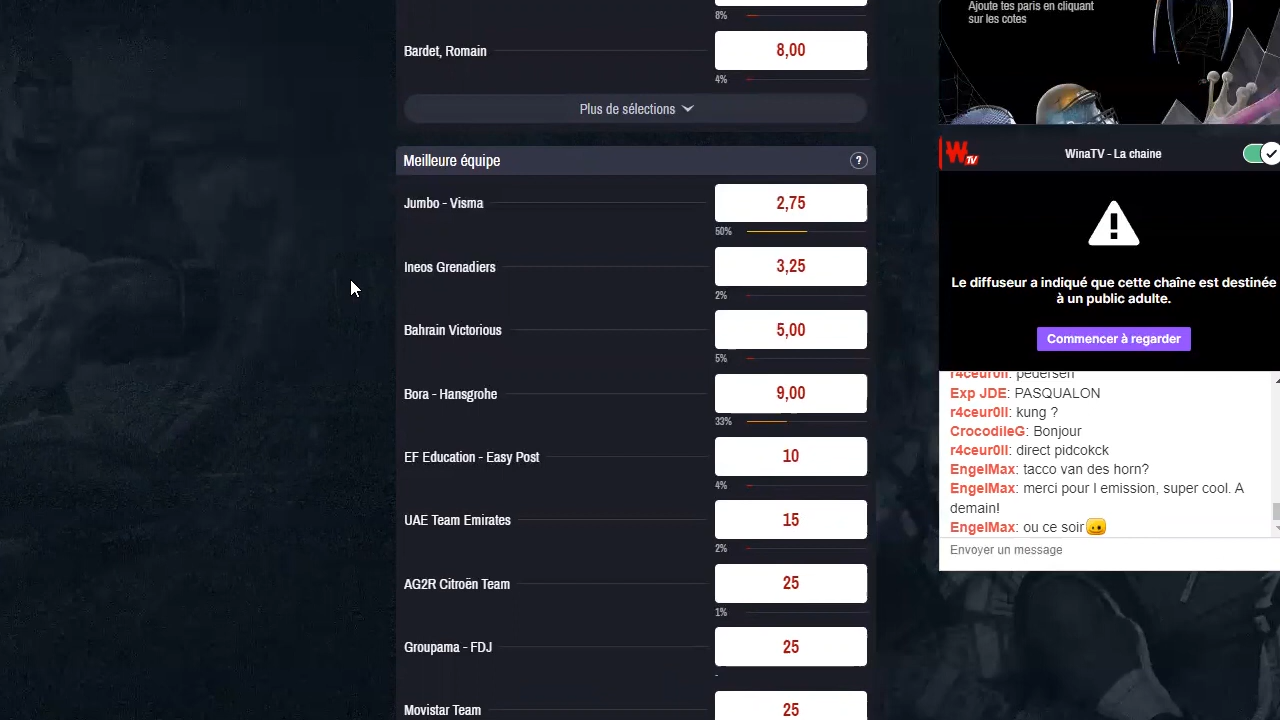 8%
Bardet, Romain
8,00
4%
Plus de sélections
Meilleure équipe
?
Jumbo - Visma
2,75
50%
Ineos Grenadiers
3,25
2%
Bahrain Victorious
5,00
5%
Bora - Hansgrohe
9,00
33%
EF Education - Easy Post
10
4%
UAE Team Emirates
15
2%
AG2R Citroën Team
25
1%
Groupama - FDJ
25
-
Movistar Team
25
Ajoute tes paris en cliquant
sur les cotes
W TV
WinaTV - La chaine
Le diffuseur a indiqué que cette chaîne est destinée
à un public adulte.
Commencer à regarder
r4ceur0ll: pedersen
Exp JDE: PASQUALON
r4ceur0ll: kung ?
CrocodileG: Bonjour
r4ceur0ll: direct pidcokck
EngelMax: tacco van des horn?
EngelMax: merci pour l emission, super cool. A
demain!
EngelMax: ou ce soir
Envoyer un message